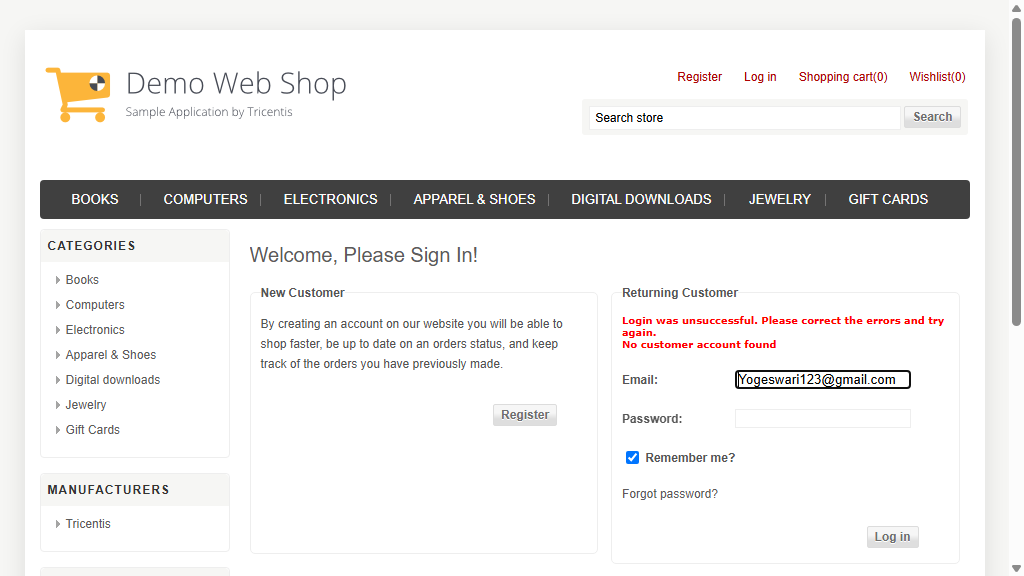 Demo Web Shop
Sample Application by Tricentis
Register
Log in
Shopping cart(0)
Wishlist(0)
Search store
Search
BOOKS
COMPUTERS
ELECTRONICS
APPAREL & SHOES
DIGITAL DOWNLOADS
JEWELRY
GIFT CARDS
CATEGORIES
Books
Computers
Electronics
Apparel & Shoes
Digital downloads
Jewelry
Gift Cards
MANUFACTURERS
Tricentis
Welcome, Please Sign In!
New Customer
By creating an account on our website you will be able to
shop faster, be up to date on an orders status, and keep
track of the orders you have previously made.
Register
Returning Customer
Login was unsuccessful. Please correct the errors and try
again.
No customer account found
Email:
Yogeswari123@gmail.com
Password:
Remember me?
Forgot password?
Log in